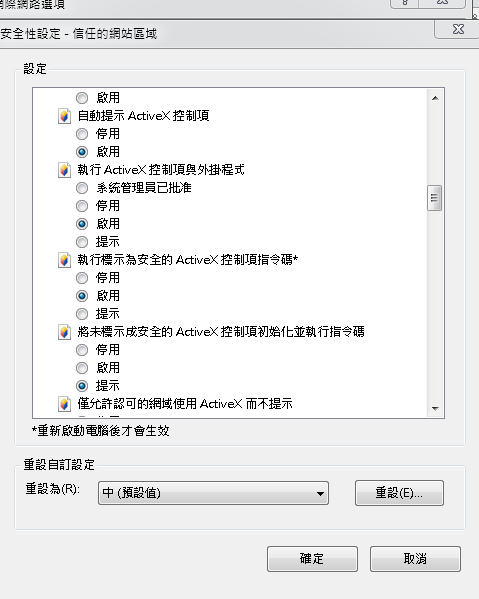 網際網路選項
安全性設定 - 信任的網站區域
設定
啟用
自動提示 ActiveX 控制項
停用
啟用
執行 ActiveX 控制項與外掛程式
系統管理員已批准
停用
啟用
提示
執行標示為安全的 ActiveX 控制項指令碼*
停用
啟用
提示
將未標示成安全的 ActiveX 控制項初始化並執行指令碼
停用
啟用
提示
僅允許認可的網域使用 ActiveX 而不提示
*重新啟動電腦後才會生效
重設自訂設定
重設為(R): 中 (預設值) 重設(E)...
確定 取消